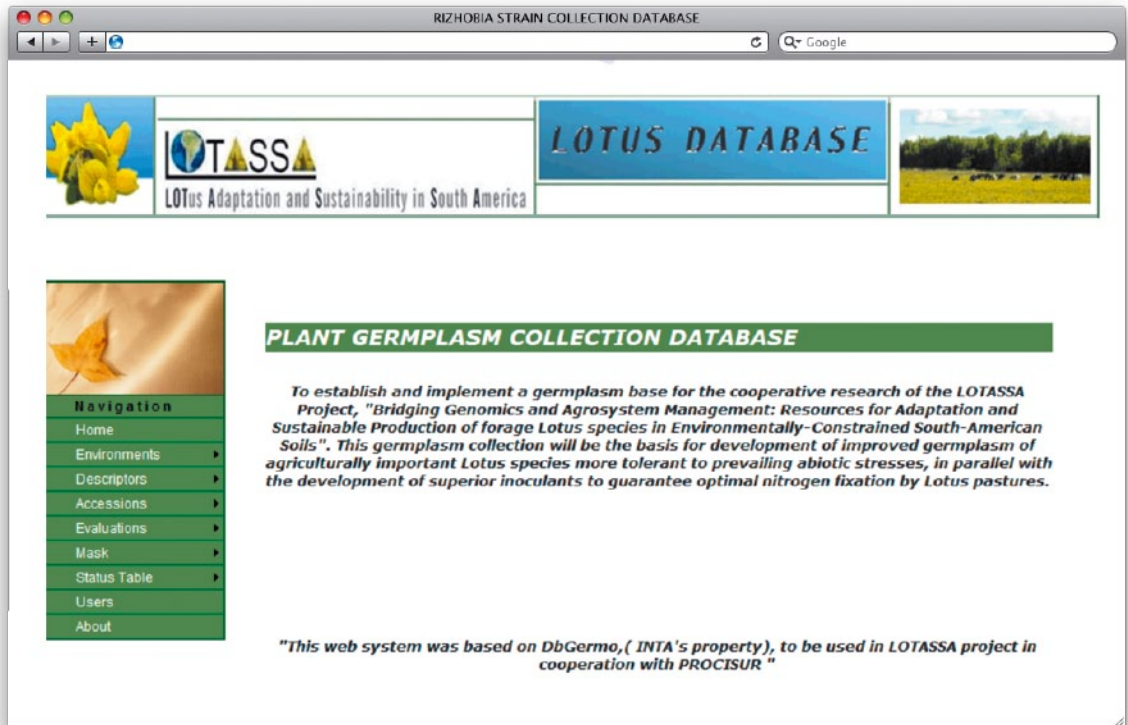 RIZHOBIA STRAIN COLLECTION DATABASE
Google
LOTASSA
LOTus Adaptation and Sustainability in South America
LOTUS DATABASE
Navigation
Home
Environments
Descriptors
Accessions
Evaluations
Mask
Status Table
Users
About
PLANT GERMPLASM COLLECTION DATABASE
To establish and implement a germplasm base for the cooperative research of the LOTASSA
Project, "Bridging Genomics and Agrosystem Management: Resources for Adaptation and
Sustainable Production of forage Lotus species in Environmentally-Constrained South-American
Soils". This germplasm collection will be the basis for development of improved germplasm of
agriculturally important Lotus species more tolerant to prevailing abiotic stresses, in parallel with
the development of superior inoculants to guarantee optimal nitrogen fixation by Lotus pastures.
"This web system was based on DbGermo,( INTA's property), to be used in LOTASSA project in
cooperation with PROCISUR "